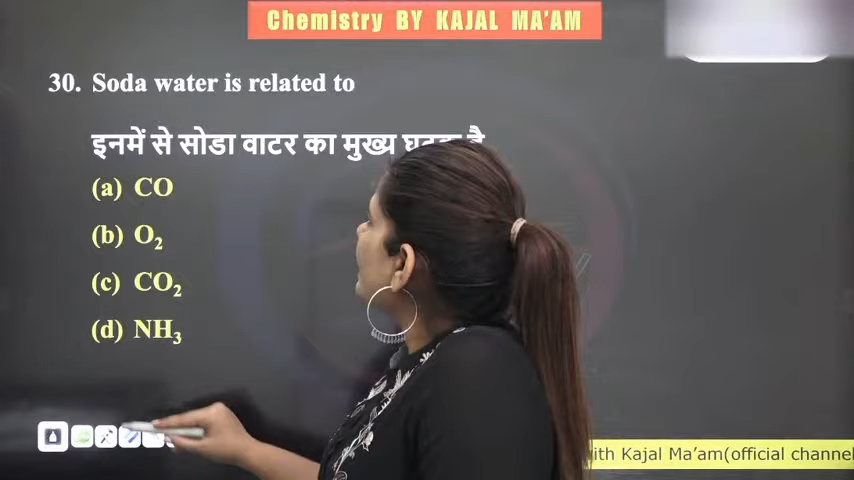 Chemistry BY KAJAL MA'AM
30. Soda water is related to
इनमें से सोडा वाटर का मुख्य है
(a) CO
(b) O₂
(c) CO₂
(d) NH₃
ith Kajal Ma'am(official channel